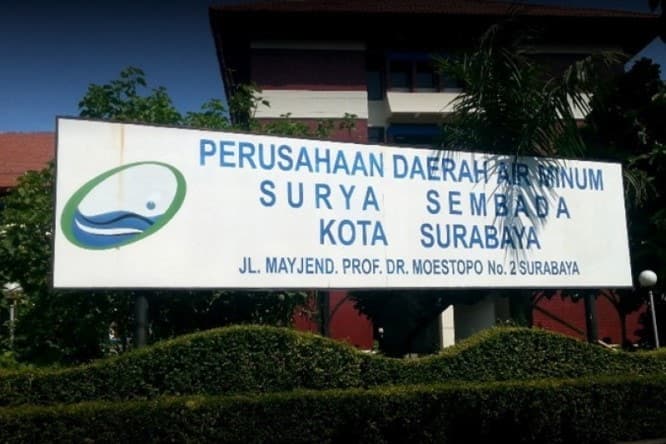 PERUSAHAAN DAERAH AIR MINUM
SURYA SEMBADA
KOTA SURABAYA
JL. MAYJEND. PROF. DR. MOESTOPO No. 2 SURABAYA